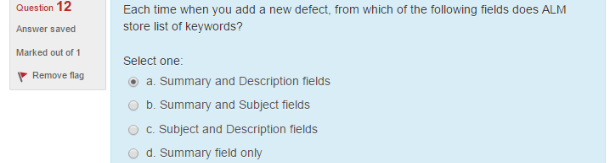 Question 12
Answer saved
Marked out of 1
Remove flag
Each time when you add a new defect, from which of the following fields does ALM
store list of keywords?
Select one:
a. Summary and Description fields
b. Summary and Subject fields
c. Subject and Description fields
d. Summary field only